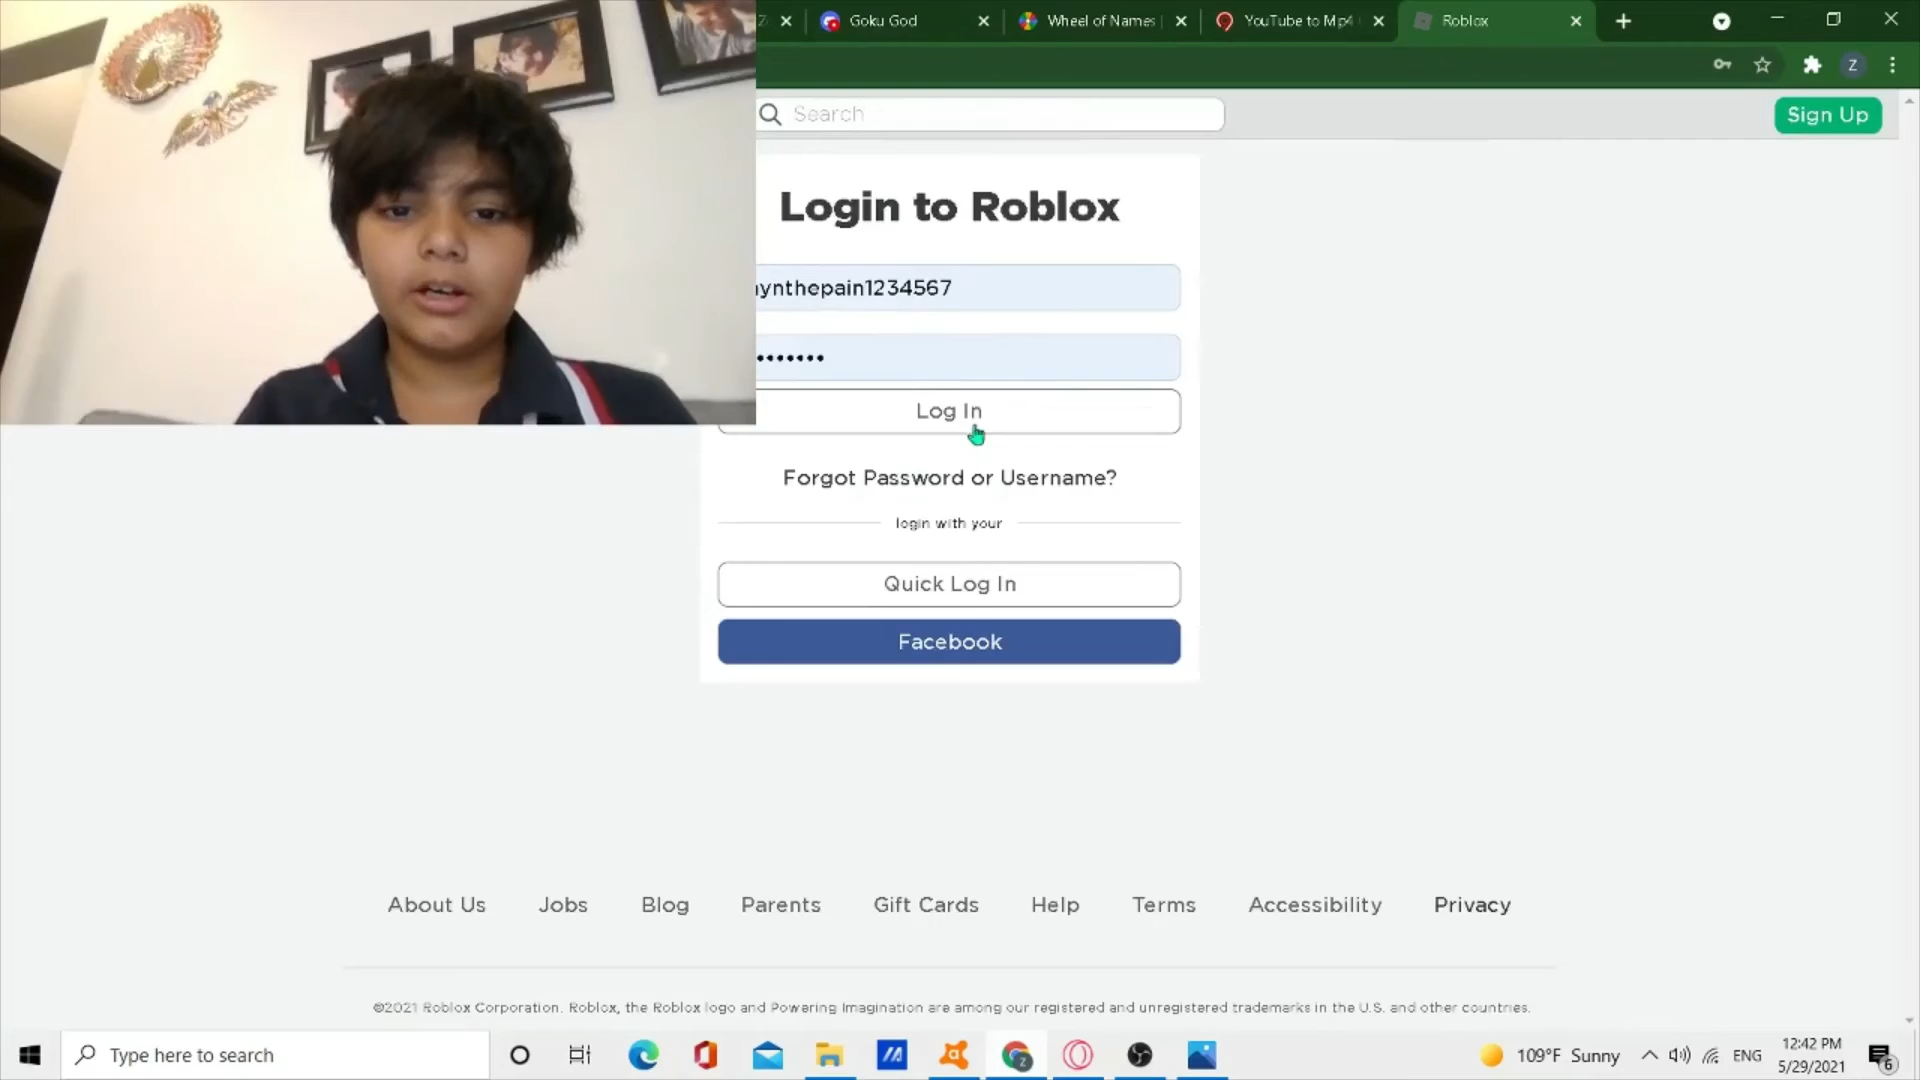 Goku God
Wheel of Names
YouTube to Mp4
Roblox
Z
Search
Sign Up
Login to Roblox
ynthepain1234567
Log In
Forgot Password or Username?
login with your
Quick Log In
Facebook
About Us Jobs Blog Parents Gift Cards Help Terms Accessibility Privacy
©2021 Roblox Corporation. Roblox, the Roblox logo and Powering Imagination are among our registered and unregistered trademarks in the U.S. and other countries.
Type here to search
109°F Sunny
ENG
12:42 PM
5/29/2021
6